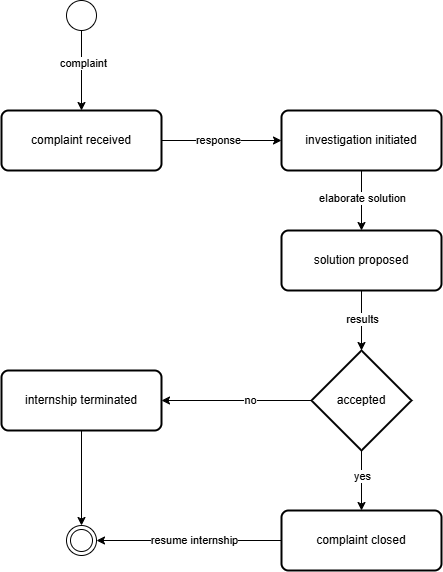 complaint
complaint received
response
investigation initiated
elaborate solution
solution proposed
results
accepted
no
internship terminated
yes
complaint closed
resume internship